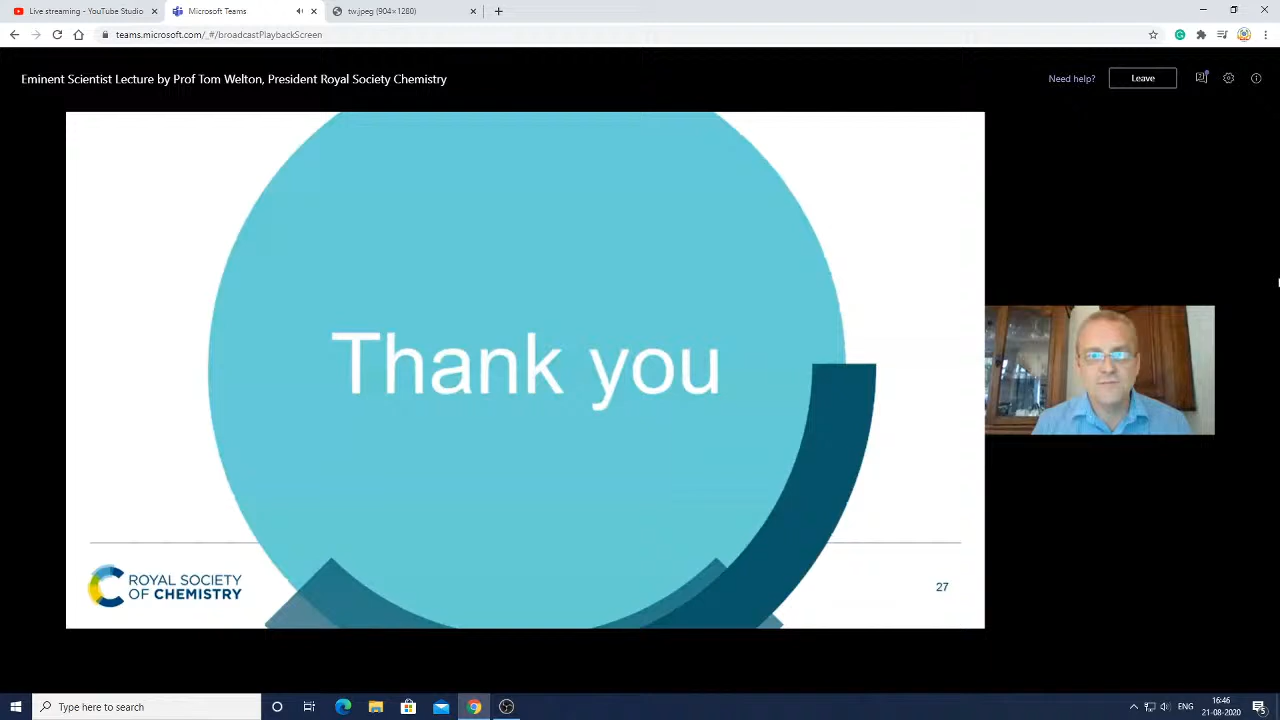 Live streaming - YouTube Studio
Microsoft Teams
tw.jpeg (904×1280)
teams.microsoft.com/_#/broadcastPlaybackScreen
Eminent Scientist Lecture by Prof Tom Welton, President Royal Society Chemistry
Need help?
Leave
Thank you
ROYAL SOCIETY
OF CHEMISTRY
27
Type here to search
ENG
16:46
21-08-2020